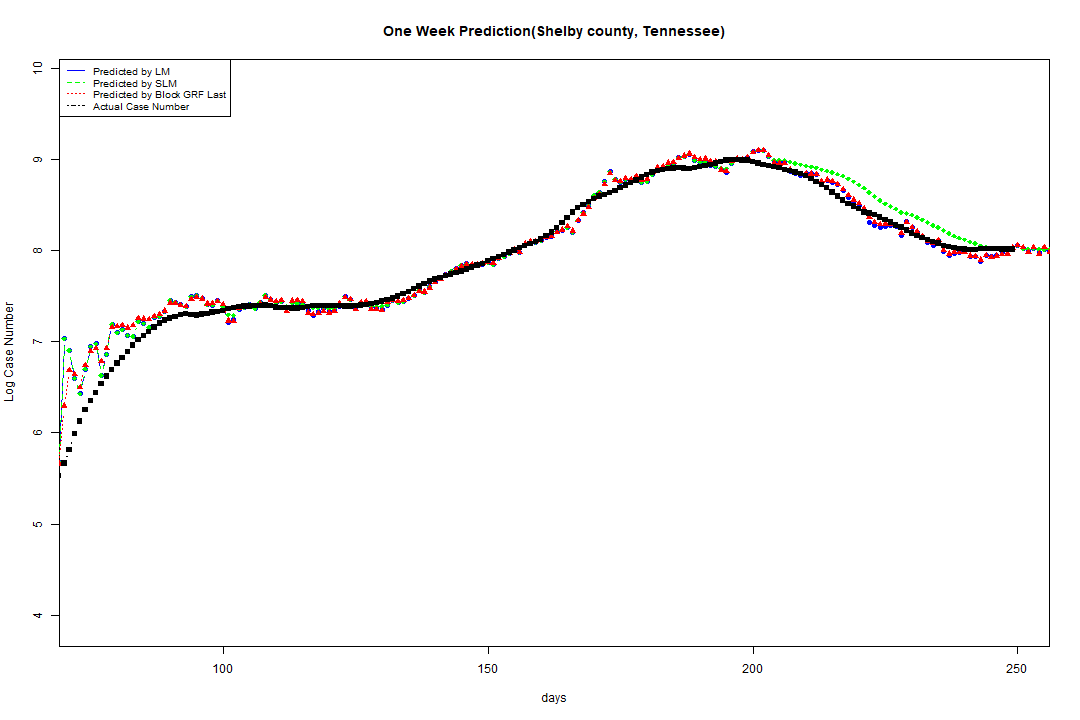 One Week Prediction(Shelby county, Tennessee)
Predicted by LM
Predicted by SLM
Predicted by Block GRF Last
Actual Case Number
10
9
8
7
6
5
4
Log Case Number
100 150 200 250
days